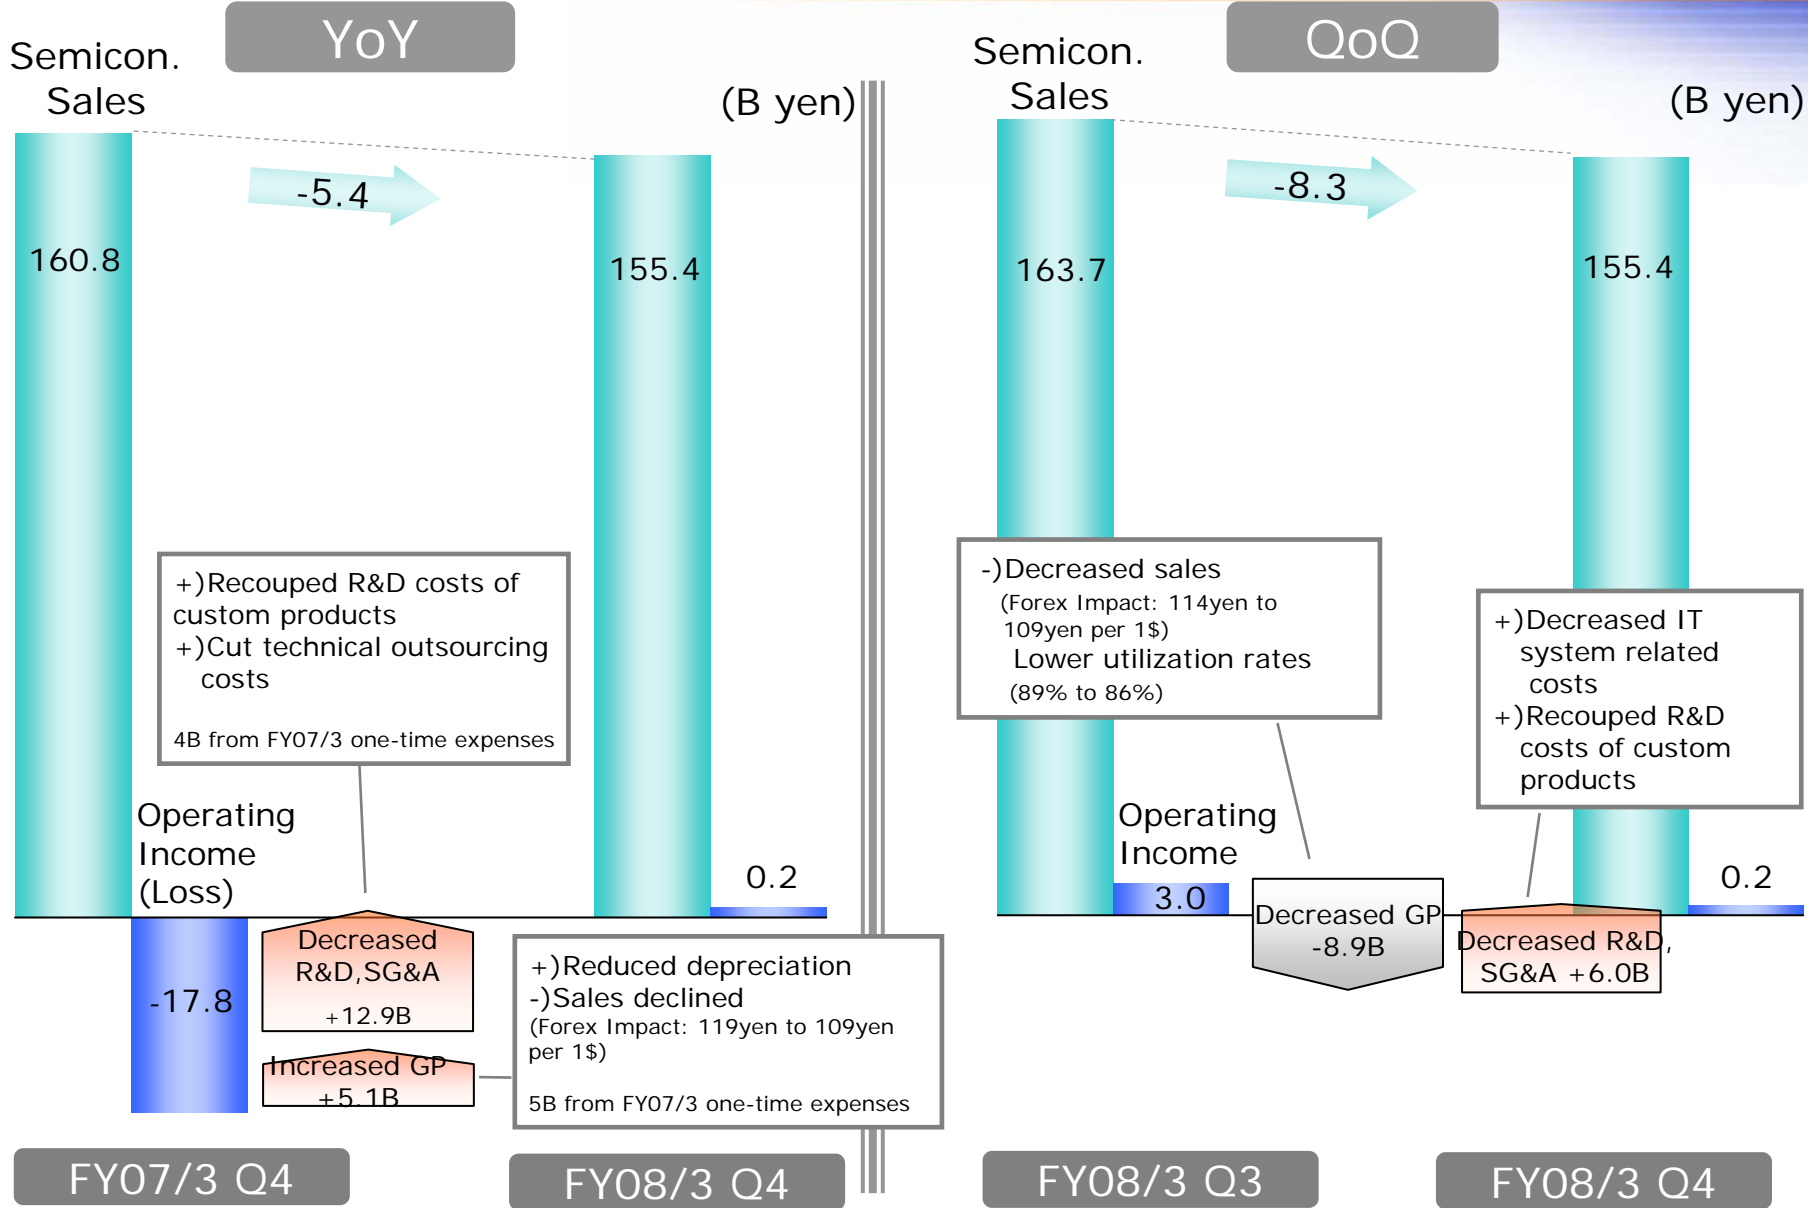 YoY
Semicon.
Sales
(B yen)
-5.4
160.8
155.4
+)Recouped R&D costs of
custom products
+)Cut technical outsourcing
costs
4B from FY07/3 one-time expenses
Operating
Income
(Loss)
0.2
-17.8
Decreased
R&D,SG&A
+12.9B
Increased GP
+5.1B
+)Reduced depreciation
-)Sales declined
(Forex Impact: 119yen to 109yen
per 1$)
5B from FY07/3 one-time expenses
FY07/3 Q4
FY08/3 Q4
QoQ
Semicon.
Sales
(B yen)
-8.3
163.7
155.4
-)Decreased sales
(Forex Impact: 114yen to
109yen per 1$)
Lower utilization rates
(89% to 86%)
+)Decreased IT
system related
costs
+)Recouped R&D
costs of custom
products
Operating
Income
3.0
0.2
Decreased GP
-8.9B
Decreased R&D,
SG&A +6.0B
FY08/3 Q3
FY08/3 Q4